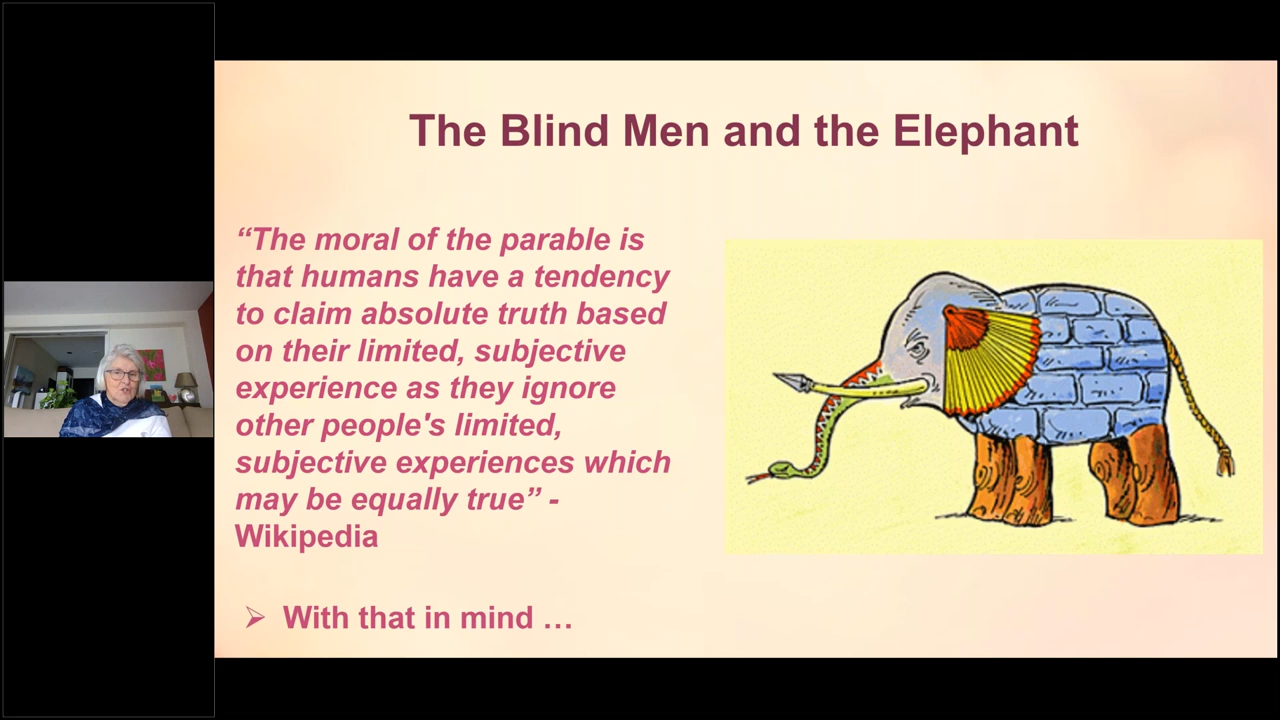 The Blind Men and the Elephant
“The moral of the parable is
that humans have a tendency
to claim absolute truth based
on their limited, subjective
experience as they ignore
other people's limited,
subjective experiences which
may be equally true” -
Wikipedia
With that in mind …